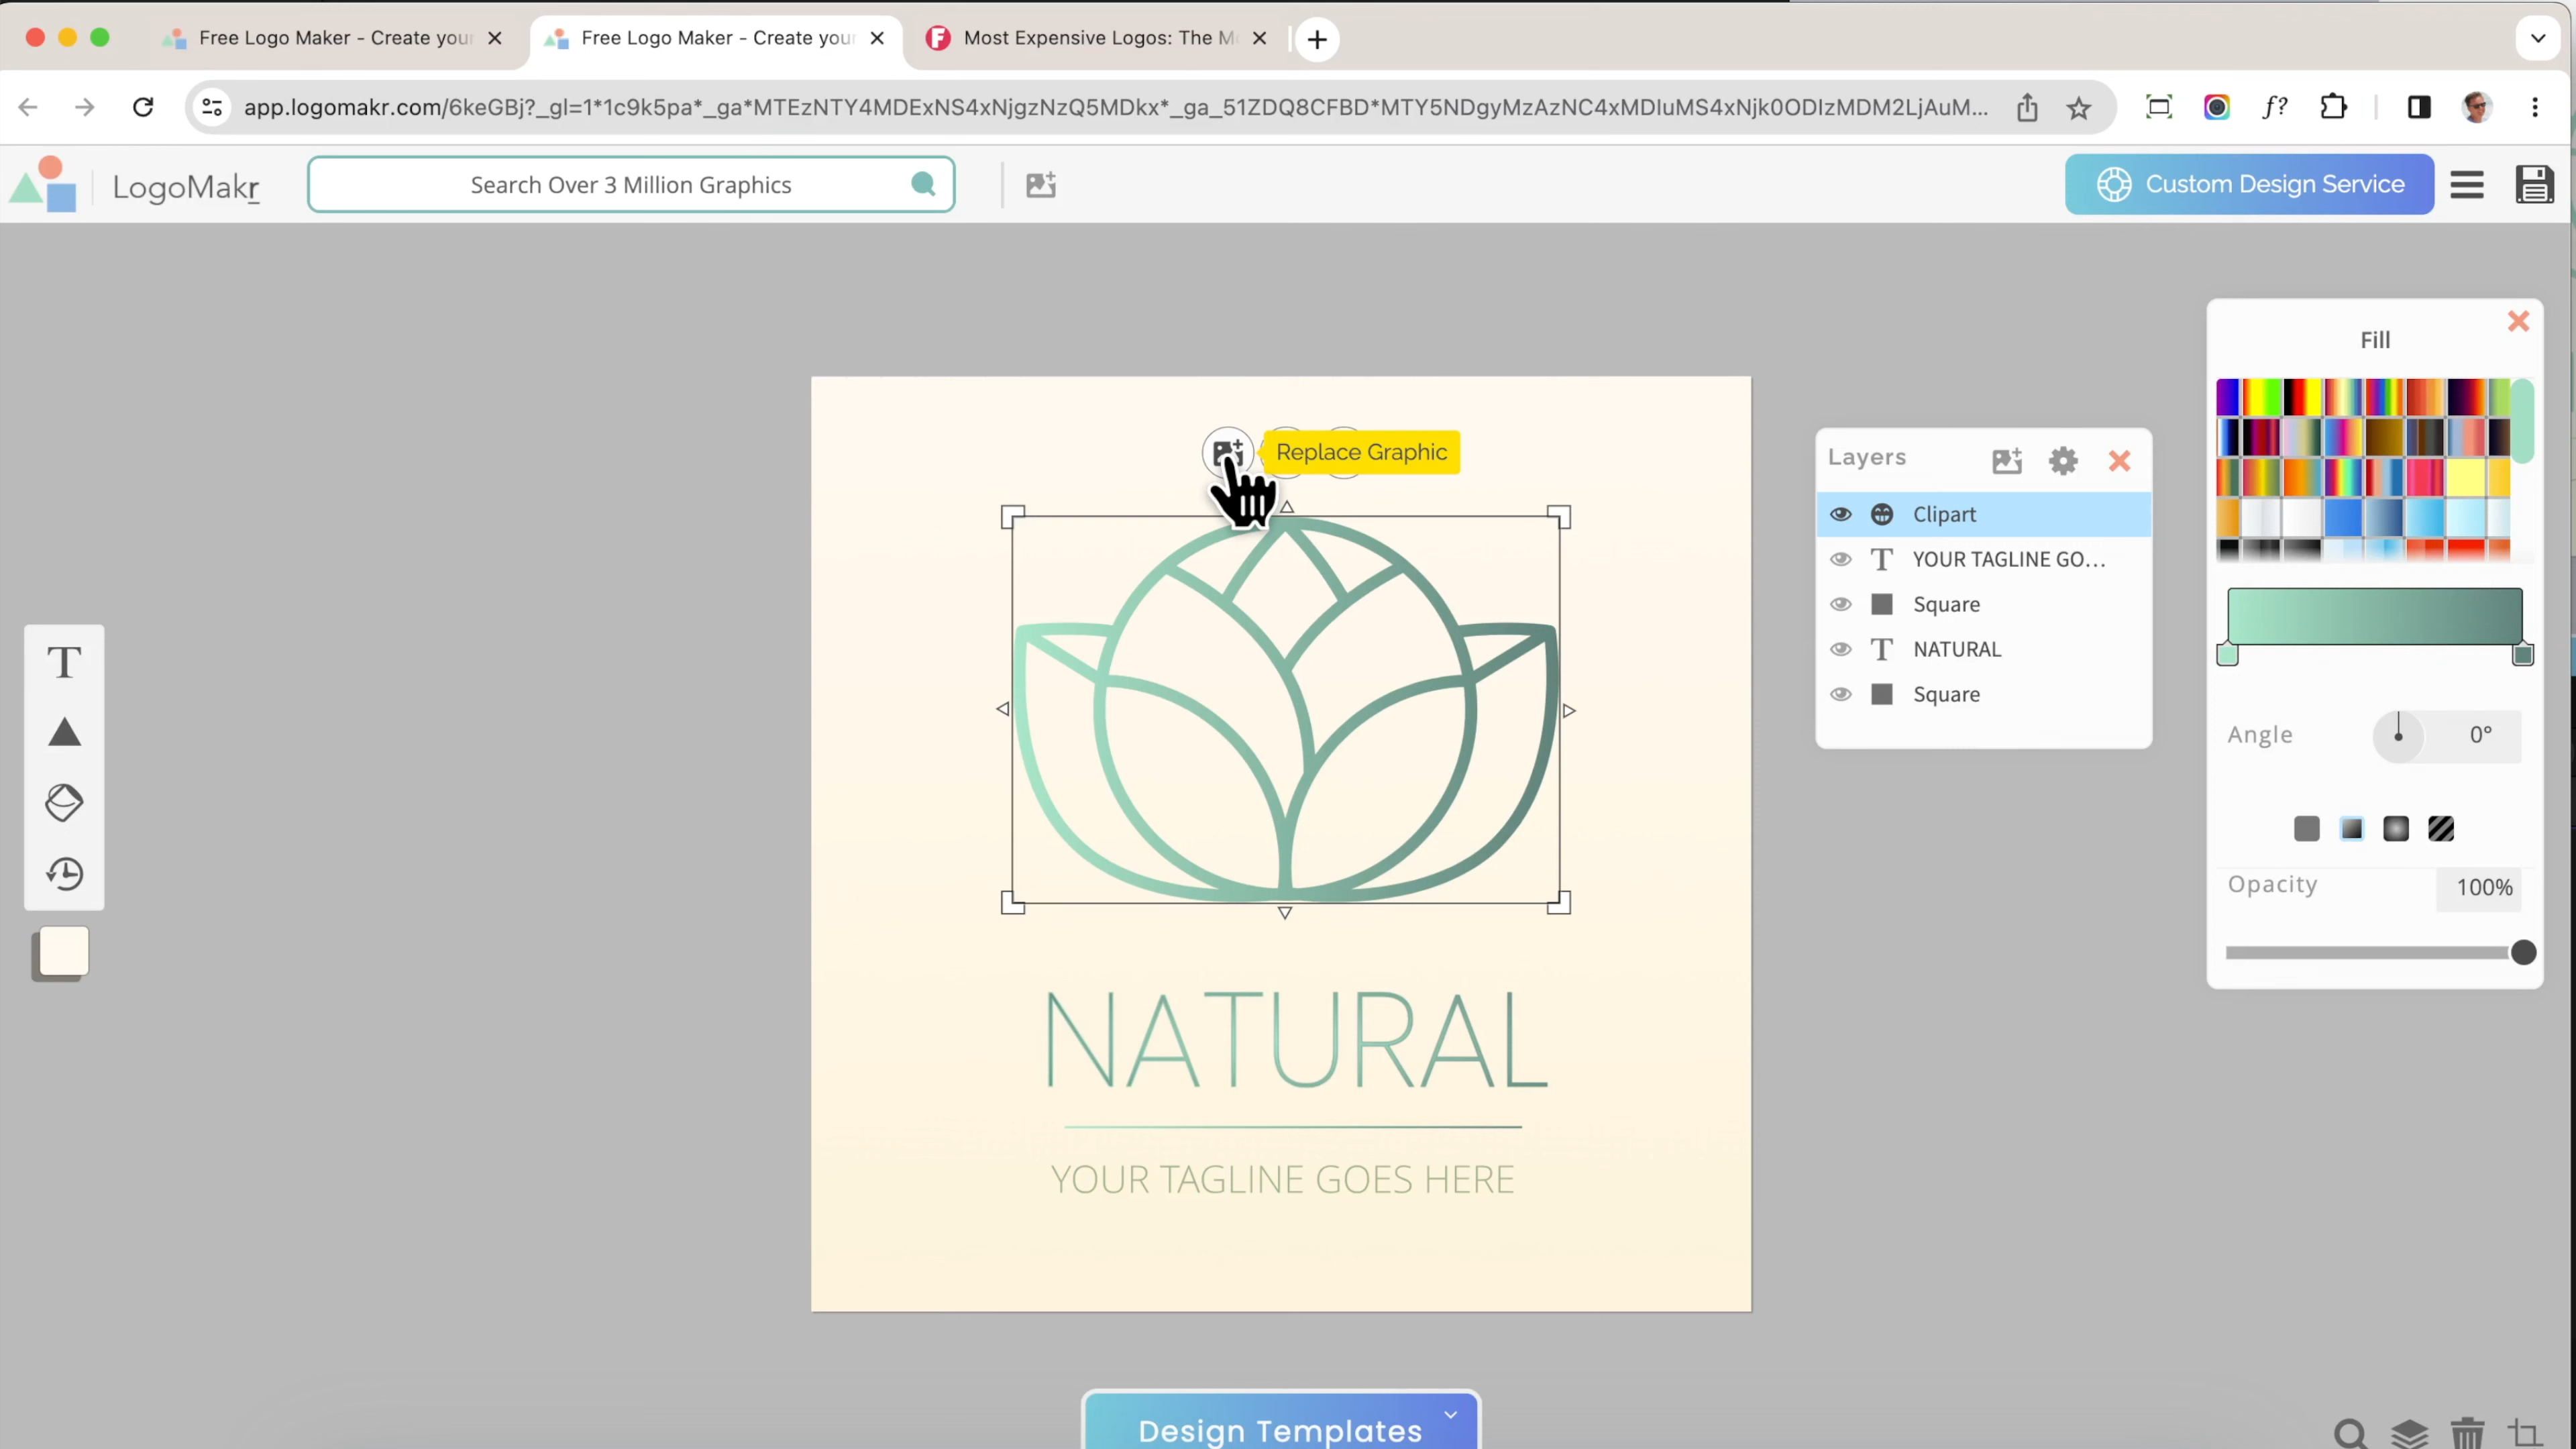 Free Logo Maker - Create your
Free Logo Maker - Create your
Most Expensive Logos: The M
app.logomakr.com/6keGBj?_gl=1*1c9k5pa*_ga*MTEzNTY4MDExNS4xNjgzNzQ5MDkx*_ga_51ZDQ8CFBD*MTY5NDgyMzAzNC4xMDIuMS4xNjk0ODIzMDM2LjAuM...
f?
LogoMakr
Search Over 3 Million Graphics
Custom Design Service
Replace Graphic
NATURAL
YOUR TAGLINE GOES HERE
Layers
Clipart
YOUR TAGLINE GO...
Square
NATURAL
Square
Fill
Angle
0°
Opacity
100%
T
Design Templates